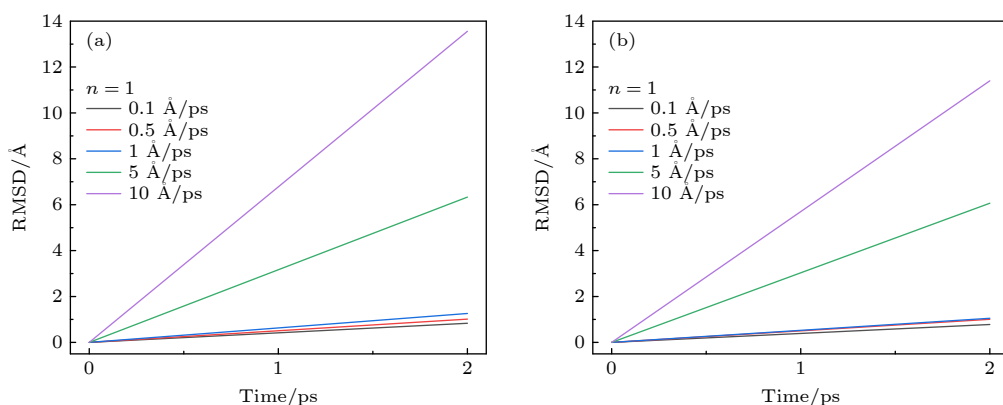 (a)
n = 1
0.1 Å/ps
0.5 Å/ps
1 Å/ps
5 Å/ps
10 Å/ps
RMSD/Å
14
12
10
8
6
4
2
0
0
1
2
Time/ps
(b)
n = 1
0.1 Å/ps
0.5 Å/ps
1 Å/ps
5 Å/ps
10 Å/ps
RMSD/Å
14
12
10
8
6
4
2
0
0
1
2
Time/ps